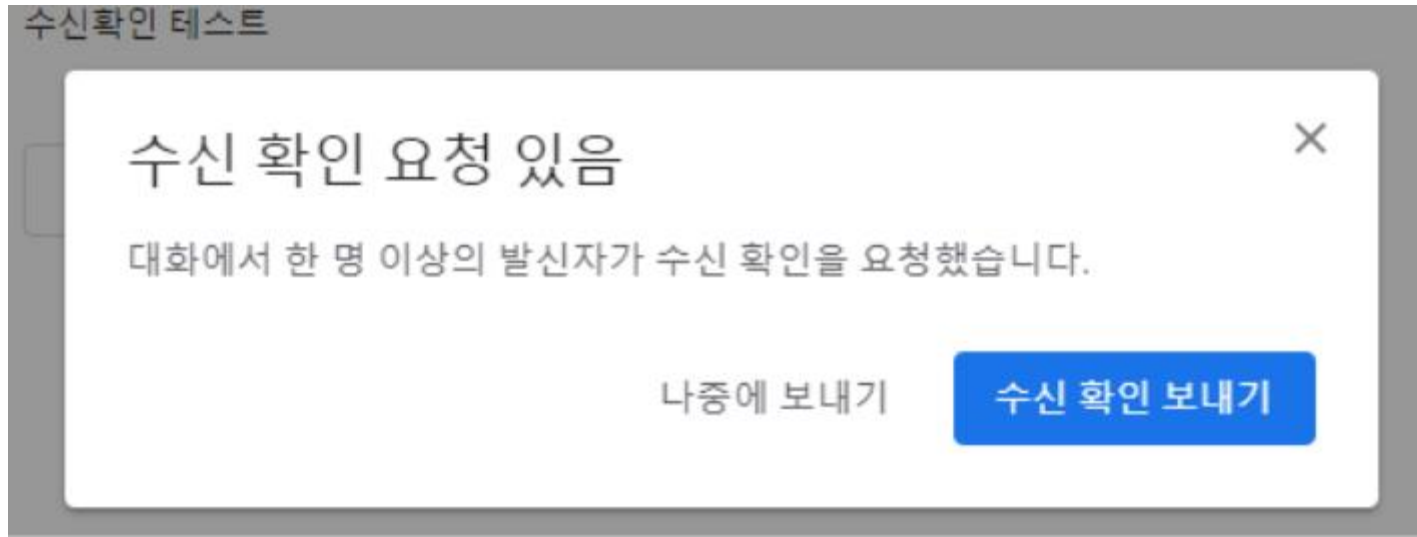 수신확인 테스트
수신 확인 요청 있음
대화에서 한 명 이상의 발신자가 수신 확인을 요청했습니다.
나중에 보내기
수신 확인 보내기